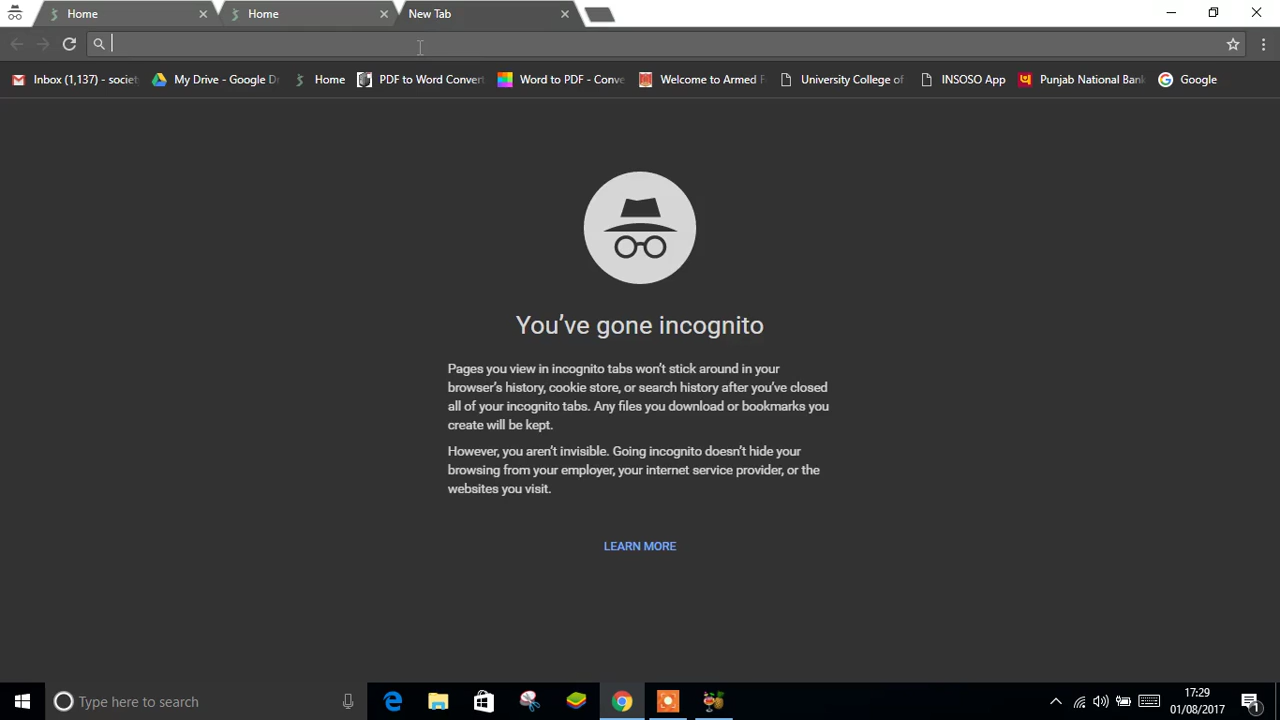 Home
Home
New Tab
Inbox (1,137) - societ
My Drive - Google Dr
Home
PDF to Word Convert
Word to PDF - Conve
Welcome to Armed F
University College of
INSOSO App
Punjab National Bank
Google
You've gone incognito
Pages you view in incognito tabs won't stick around in your
browser's history, cookie store, or search history after you've closed
all of your incognito tabs. Any files you download or bookmarks you
create will be kept.
However, you aren't invisible. Going incognito doesn't hide your
browsing from your employer, your internet service provider, or the
websites you visit.
LEARN MORE
Type here to search
17:29
01/08/2017
1